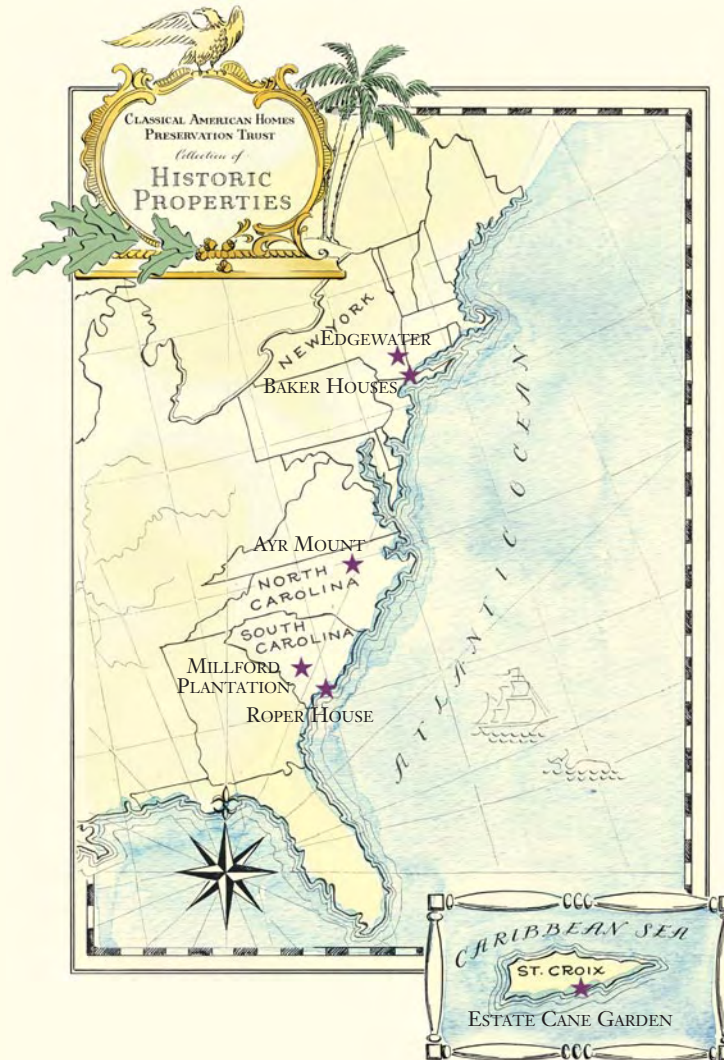 CLASSICAL AMERICAN HOMES
PRESERVATION TRUST
Collection of
HISTORIC
PROPERTIES
NEW YORK
EDGEWATER
BAKER HOUSES
ATLANTIC OCEAN
AYR MOUNT
NORTH
CAROLINA
SOUTH
CAROLINA
MILLFORD
PLANTATION
ROPER HOUSE
CARIBBEAN SEA
ST. CROIX
ESTATE CANE GARDEN